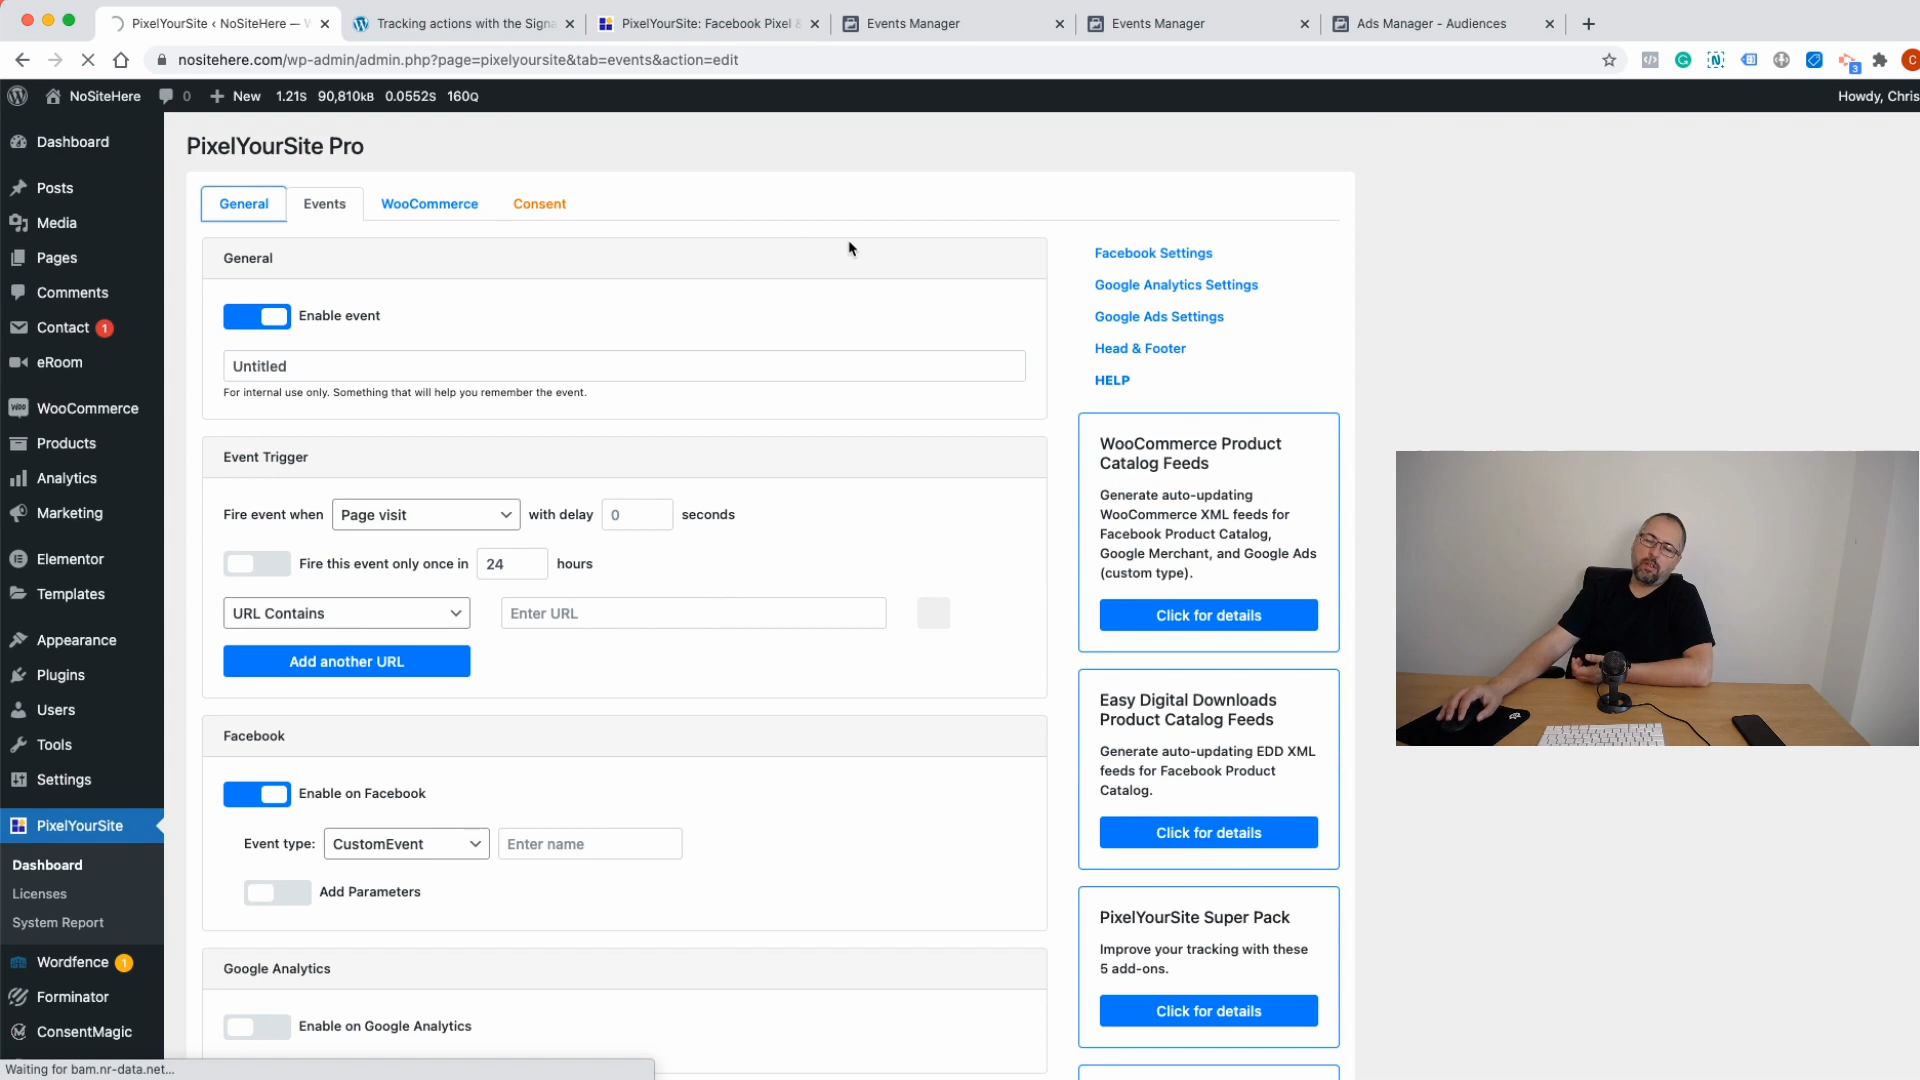 PixelYourSite ‹ NoSiteHere — W
Tracking actions with the Signa
PixelYourSite: Facebook Pixel &
Events Manager
Events Manager
Ads Manager - Audiences
nositehere.com/wp-admin/admin.php?page=pixelyoursite&tab=events&action=edit
3
C
NoSiteHere
0
New
1.21s 90,810KB 0.0552s 160Q
Howdy, Chris
Dashboard
Posts
Media
Pages
Comments
Contact 1
eRoom
WooCommerce
Products
Analytics
Marketing
Elementor
Templates
Appearance
Plugins
Users
Tools
Settings
PixelYourSite
Dashboard
Licenses
System Report
Wordfence 1
Forminator
ConsentMagic
PixelYourSite Pro
General
Events
WooCommerce
Consent
General
Enable event
Untitled
For internal use only. Something that will help you remember the event.
Event Trigger
Fire event when Page visit with delay 0 seconds
Fire this event only once in 24 hours
URL Contains
Enter URL
Add another URL
Facebook
Enable on Facebook
Event type: CustomEvent Enter name
Add Parameters
Google Analytics
Enable on Google Analytics
Facebook Settings
Google Analytics Settings
Google Ads Settings
Head & Footer
HELP
WooCommerce Product
Catalog Feeds
Generate auto-updating
WooCommerce XML feeds for
Facebook Product Catalog,
Google Merchant, and Google Ads
(custom type).
Click for details
Easy Digital Downloads
Product Catalog Feeds
Generate auto-updating EDD XML
feeds for Facebook Product
Catalog.
Click for details
PixelYourSite Super Pack
Improve your tracking with these
5 add-ons.
Click for details
Waiting for bam.nr-data.net...